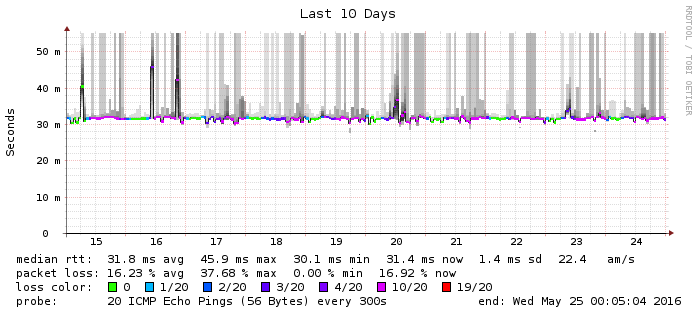 Last 10 Days
RRDTOOL / TOBI OETIKER
Seconds
50 m
40 m
30 m
20 m
10 m
0
15 16 17 18 19 20 21 22 23 24
median rtt: 31.8 ms avg 45.9 ms max 30.1 ms min 31.4 ms now 1.4 ms sd 22.4 am/s
packet loss: 16.23 % avg 37.68 % max 0.00 % min 16.92 % now
loss color: 0 1/20 2/20 3/20 4/20 10/20 19/20
probe: 20 ICMP Echo Pings (56 Bytes) every 300s end: Wed May 25 00:05:04 2016